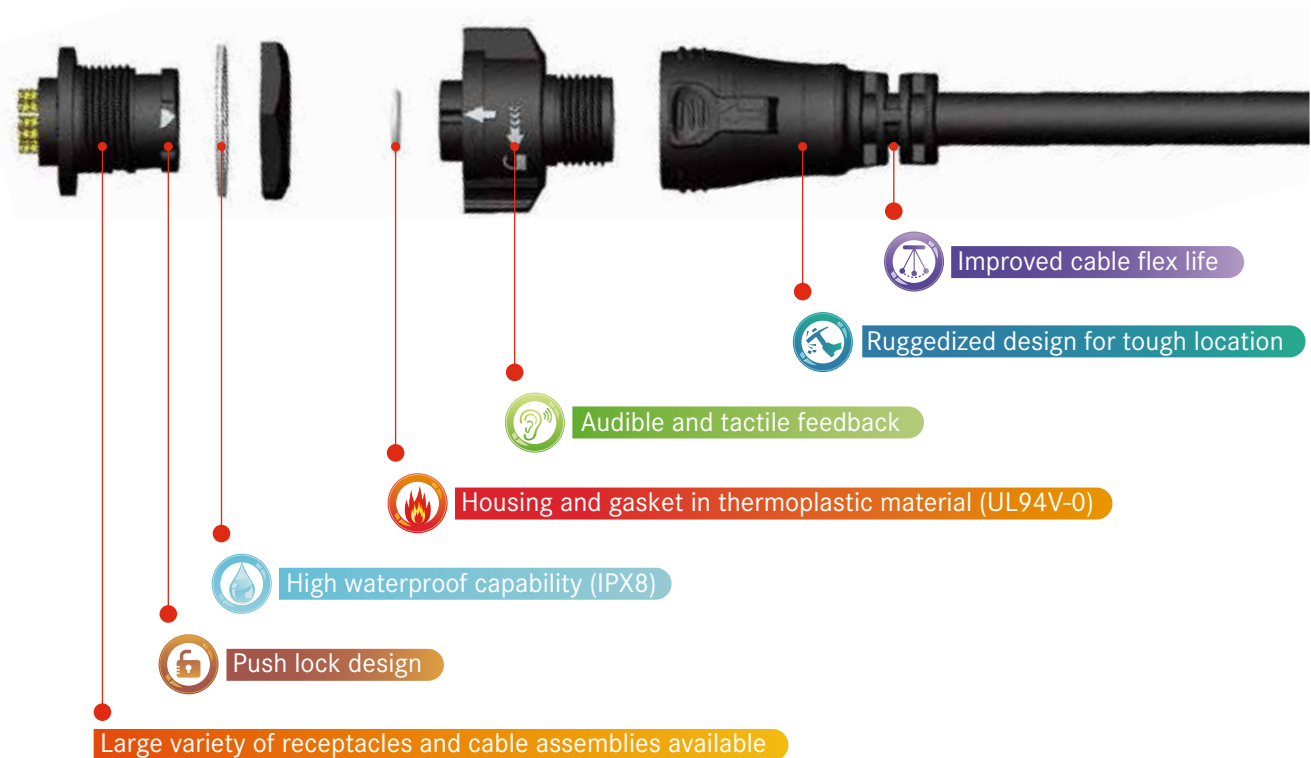 Improved cable flex life
Ruggedized design for tough location
Audible and tactile feedback
Housing and gasket in thermoplastic material (UL94V-0)
High waterproof capability (IPX8)
Push lock design
Large variety of receptacles and cable assemblies available